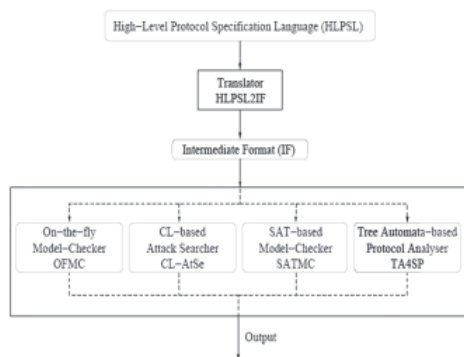 High-Level Protocol Specification Language (HLPSL)
Translator
HLPSL2IF
Intermediate Format (IF)
On-the-fly
Model-Checker
OFMC
CL-based
Attack Searcher
CL-AtSe
SAT-based
Model-Checker
SATMC
Tree Automata-based
Protocol Analyser
TA4SP
Output